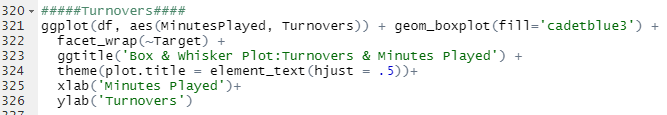 320 #####Turnovers####
321 ggplot(df, aes(MinutesPlayed, Turnovers)) + geom_boxplot(fill='cadetblue3') +
322 facet_wrap(~Target) +
323 ggtitle('Box & Whisker Plot:Turnovers & Minutes Played') +
324 theme(plot.title = element_text(hjust = .5))+
325 xlab('Minutes Played')+
326 ylab('Turnovers')
327